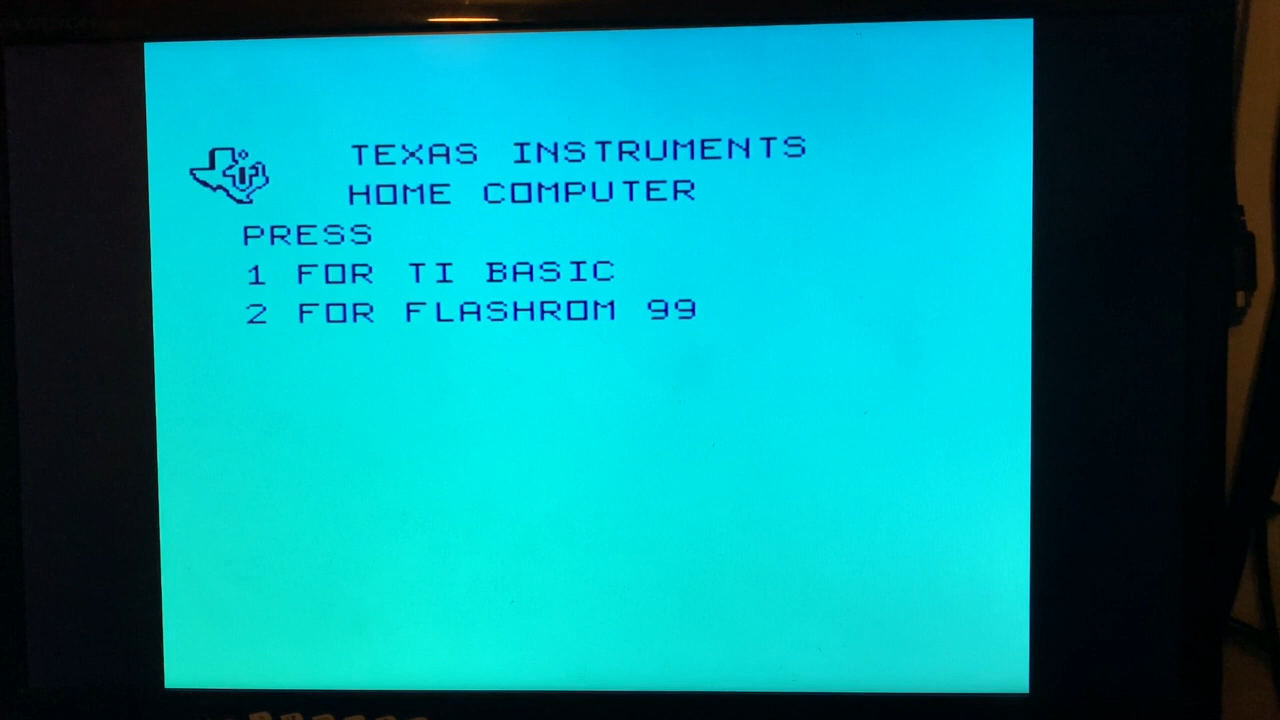 TEXAS INSTRUMENTS
HOME COMPUTER
PRESS
1 FOR TI BASIC
2 FOR FLASHROM 99